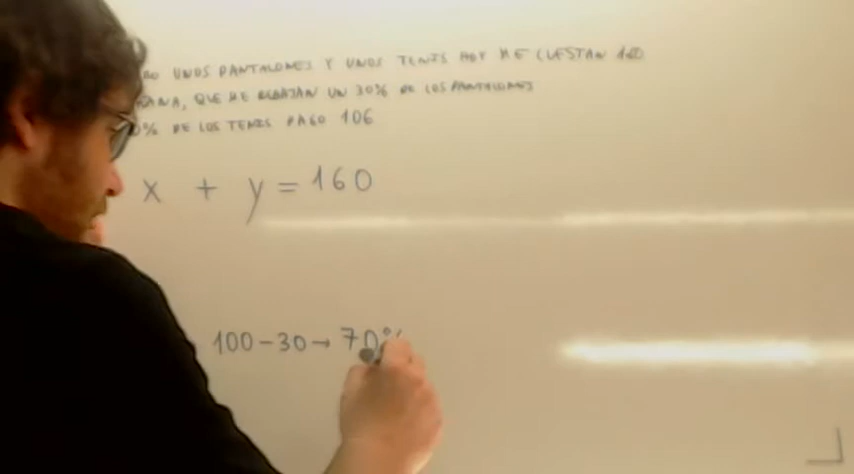 UNOS PANTALONES Y UNOS TENIS HOY ME CUESTAN 160
QUE ME REBAJAN UN 30% DE LOS PANTALONES
% DE LOS TENIS PAGO 106
x + y = 160
100 - 30 → 70%